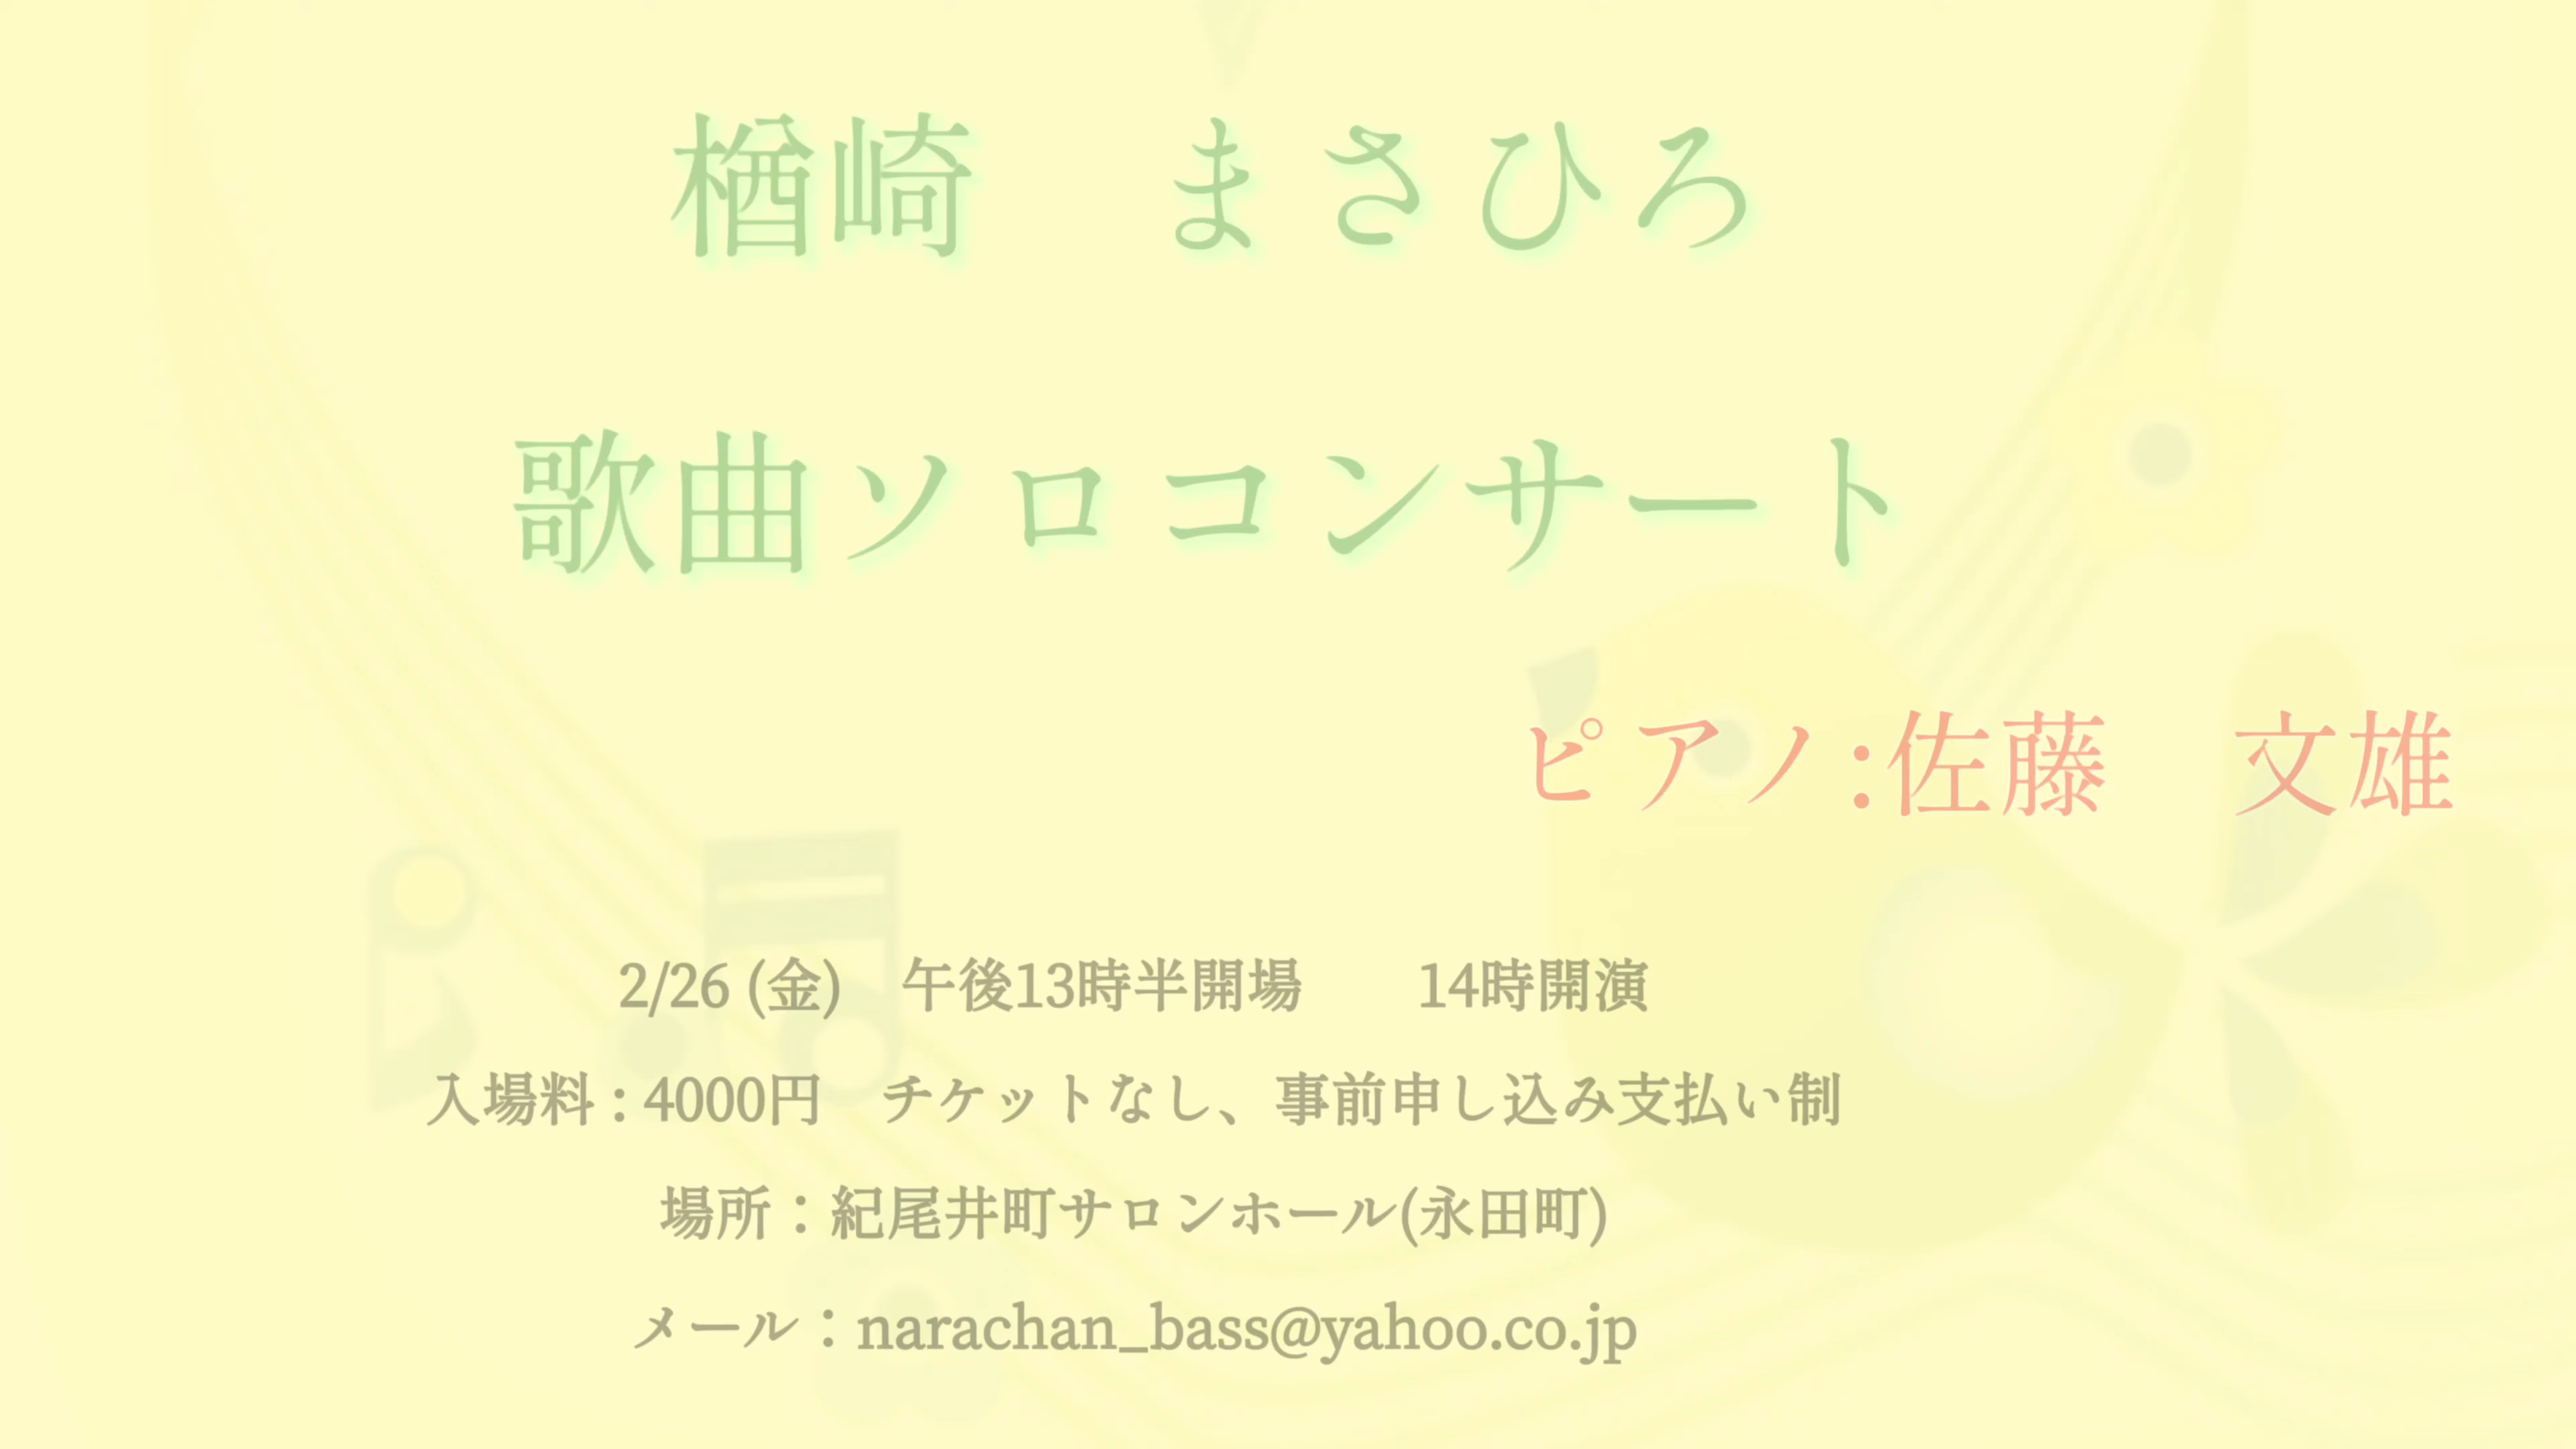 楢崎　まさひろ
歌曲ソロコンサート
ピアノ:佐藤　文雄
2/26 (金)　午後13時半開場　　14時開演
入場料 : 4000円　チケットなし、事前申し込み支払い制
場所：紀尾井町サロンホール(永田町)
メール：narachan_bass@yahoo.co.jp